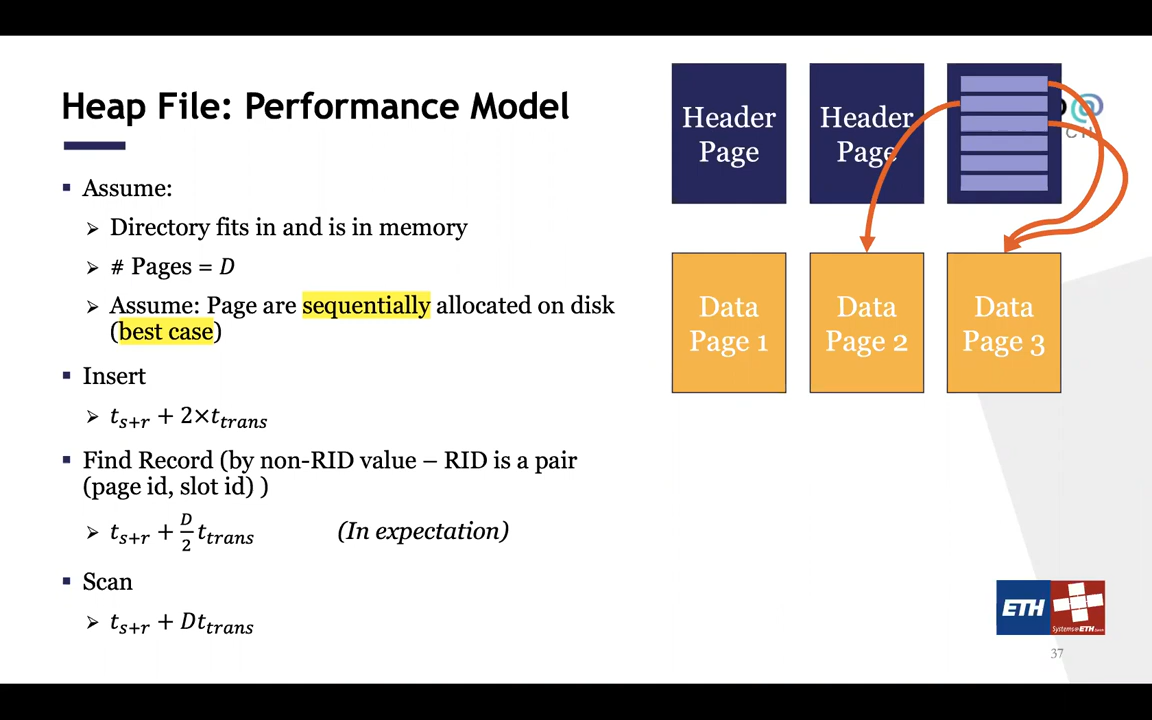 Heap File: Performance Model
▪ Assume:
➢ Directory fits in and is in memory
➢ # Pages = D
➢ Assume: Page are sequentially allocated on disk
(best case)
▪ Insert
➢ t_{s+r} + 2×t_{trans}
▪ Find Record (by non-RID value – RID is a pair
(page id, slot id) )
➢ t_{s+r} + \frac{D}{2} t_{trans} (In expectation)
▪ Scan
➢ t_{s+r} + Dt_{trans}
Header
Page
Header
Page
Data
Page 1
Data
Page 2
Data
Page 3
ETH
Systems@ETH
37